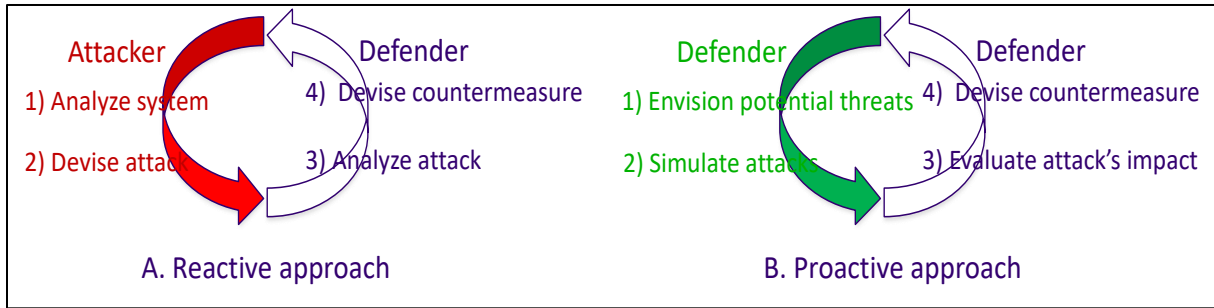 Attacker
Defender
1) Analyze system
4) Devise countermeasure
2) Devise attack
3) Analyze attack
A. Reactive approach
Defender
Defender
1) Envision potential threats
4) Devise countermeasure
2) Simulate attacks
3) Evaluate attack's impact
B. Proactive approach